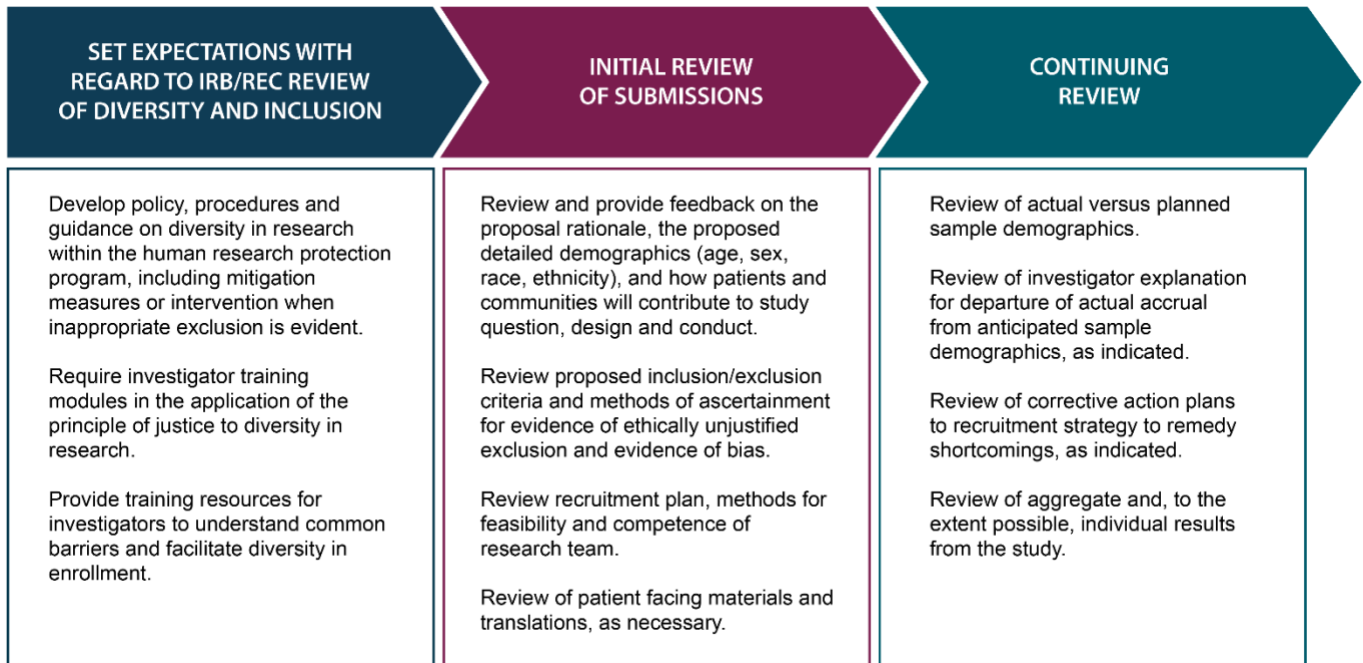 SET EXPECTATIONS WITH
REGARD TO IRB/REC REVIEW
OF DIVERSITY AND INCLUSION
INITIAL REVIEW
OF SUBMISSIONS
CONTINUING
REVIEW
Develop policy, procedures and
guidance on diversity in research
within the human research protection
program, including mitigation
measures or intervention when
inappropriate exclusion is evident.
Require investigator training
modules in the application of the
principle of justice to diversity in
research.
Provide training resources for
investigators to understand common
barriers and facilitate diversity in
enrollment.
Review and provide feedback on the
proposal rationale, the proposed
detailed demographics (age, sex,
race, ethnicity), and how patients and
communities will contribute to study
question, design and conduct.
Review proposed inclusion/exclusion
criteria and methods of ascertainment
for evidence of ethically unjustified
exclusion and evidence of bias.
Review recruitment plan, methods for
feasibility and competence of
research team.
Review of patient facing materials and
translations, as necessary.
Review of actual versus planned
sample demographics.
Review of investigator explanation
for departure of actual accrual
from anticipated sample
demographics, as indicated.
Review of corrective action plans
to recruitment strategy to remedy
shortcomings, as indicated.
Review of aggregate and, to the
extent possible, individual results
from the study.